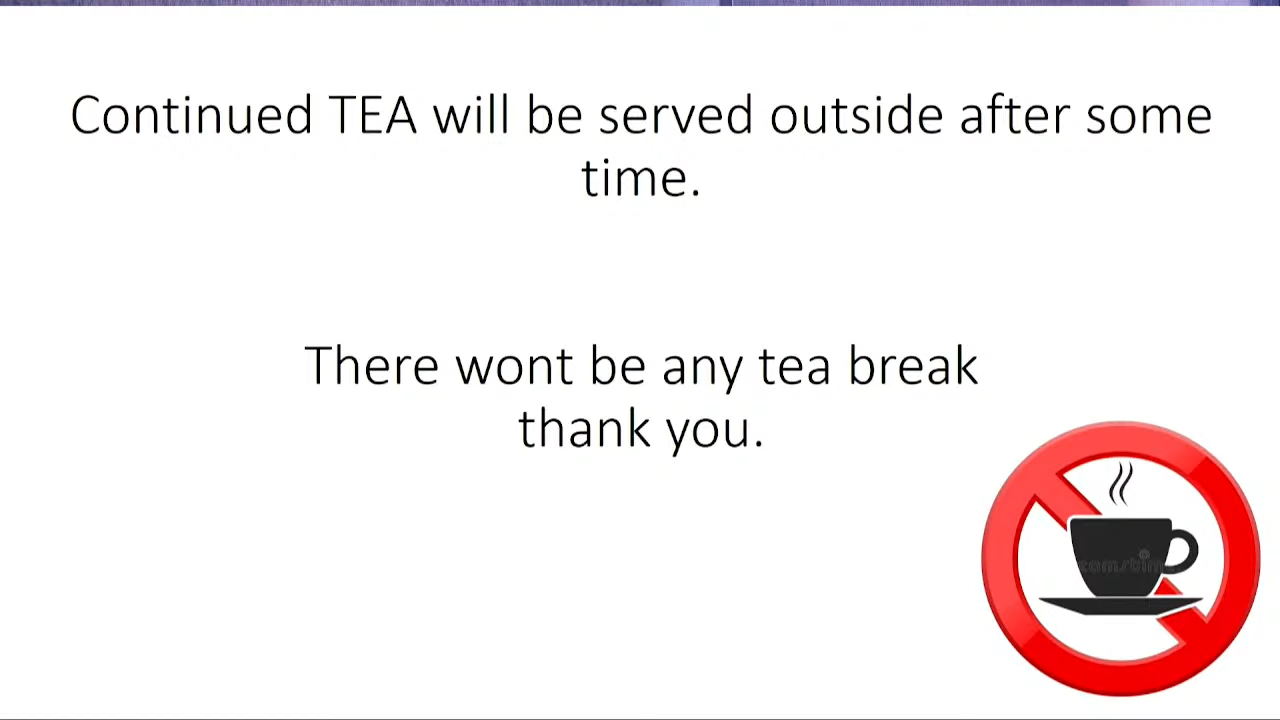 Continued TEA will be served outside after some
time.
There wont be any tea break
thank you.